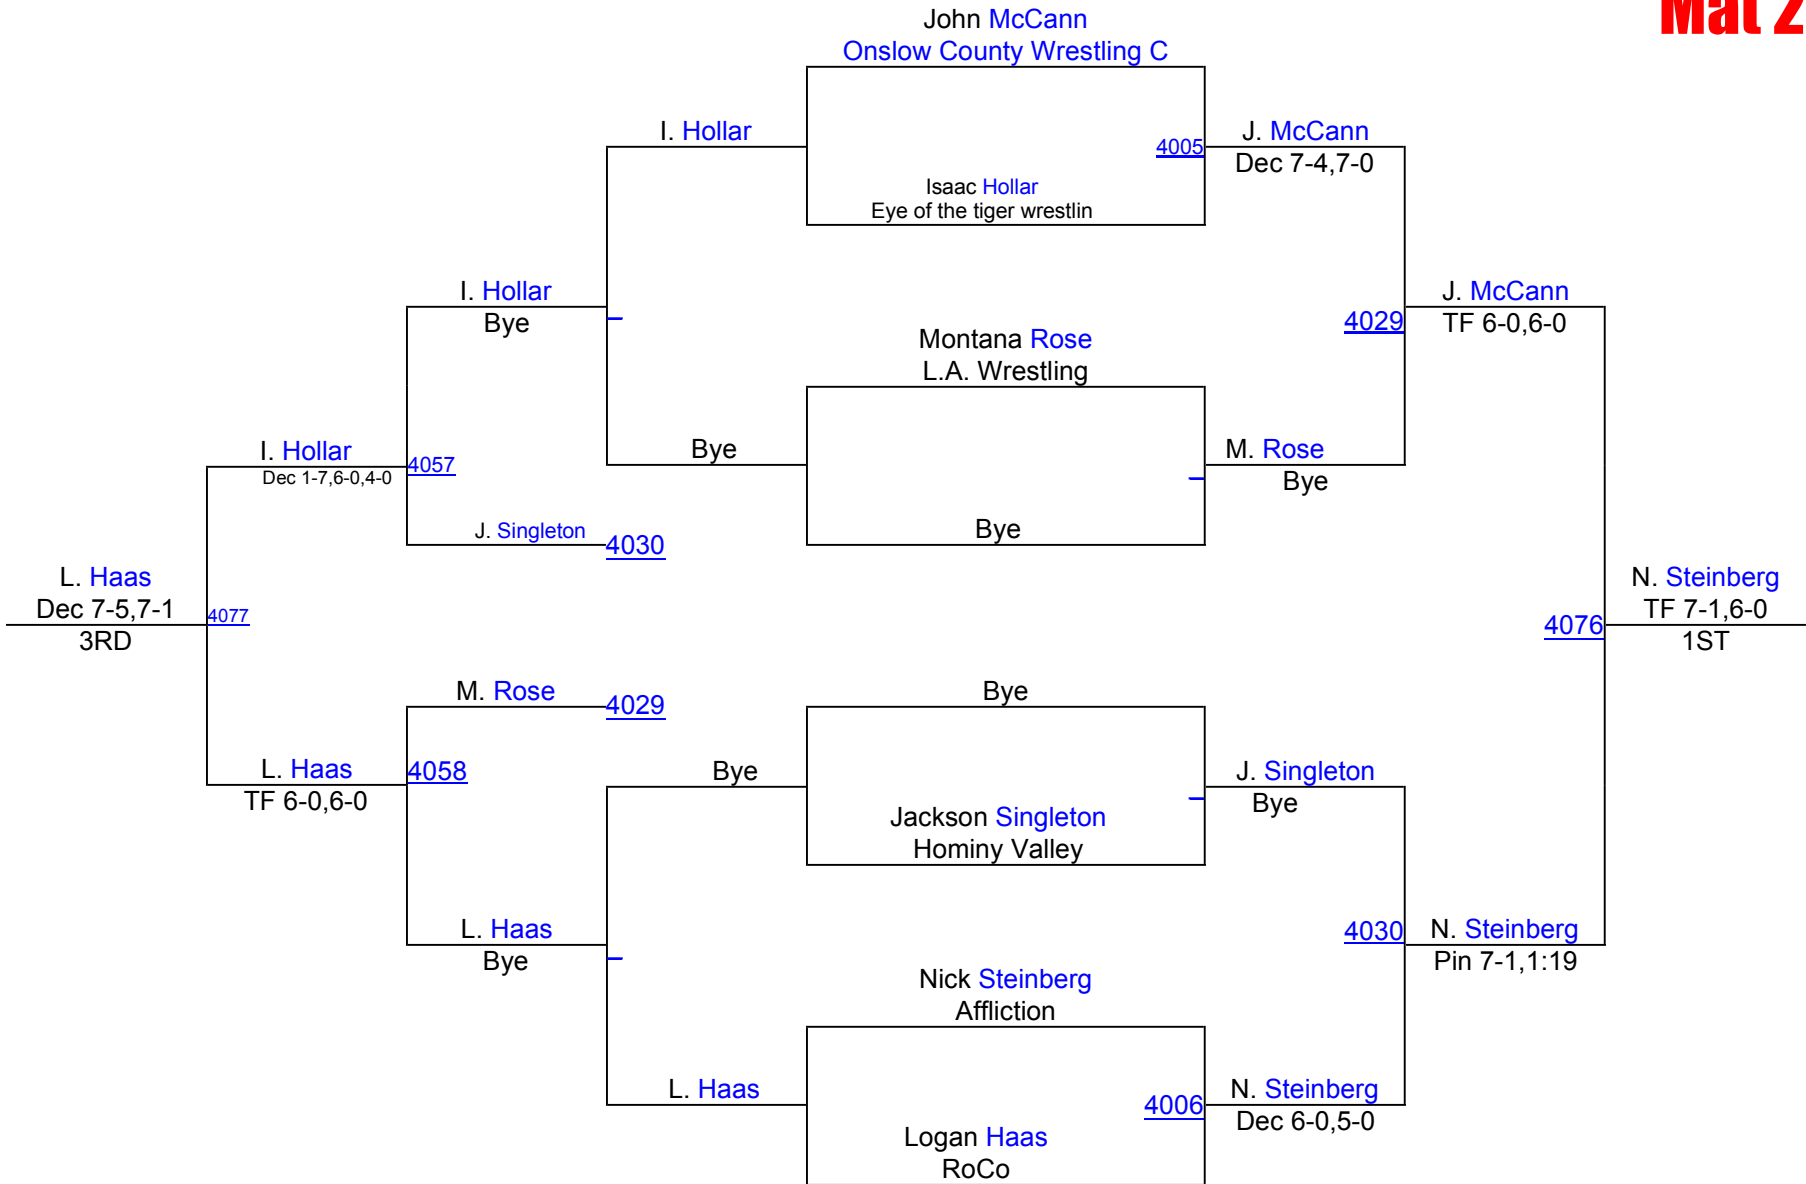 Mat 2
John McCann
Onslow County Wrestling C
I. Hollar
4005
J. McCann
Dec 7-4,7-0
Isaac Hollar
Eye of the tiger wrestlin
I. Hollar
Bye
J. McCann
TF 6-0,6-0
4029
Montana Rose
L.A. Wrestling
I. Hollar
Dec 1-7,6-0,4-0
4057
Bye
M. Rose
Bye
J. Singleton
4030
Bye
L. Haas
Dec 7-5,7-1
3RD
4077
4076
N. Steinberg
TF 7-1,6-0
1ST
M. Rose
4029
Bye
L. Haas
TF 6-0,6-0
4058
Bye
J. Singleton
Bye
Jackson Singleton
Hominy Valley
L. Haas
Bye
4030
N. Steinberg
Pin 7-1,1:19
Nick Steinberg
Affliction
L. Haas
4006
N. Steinberg
Dec 6-0,5-0
Logan Haas
RoCo